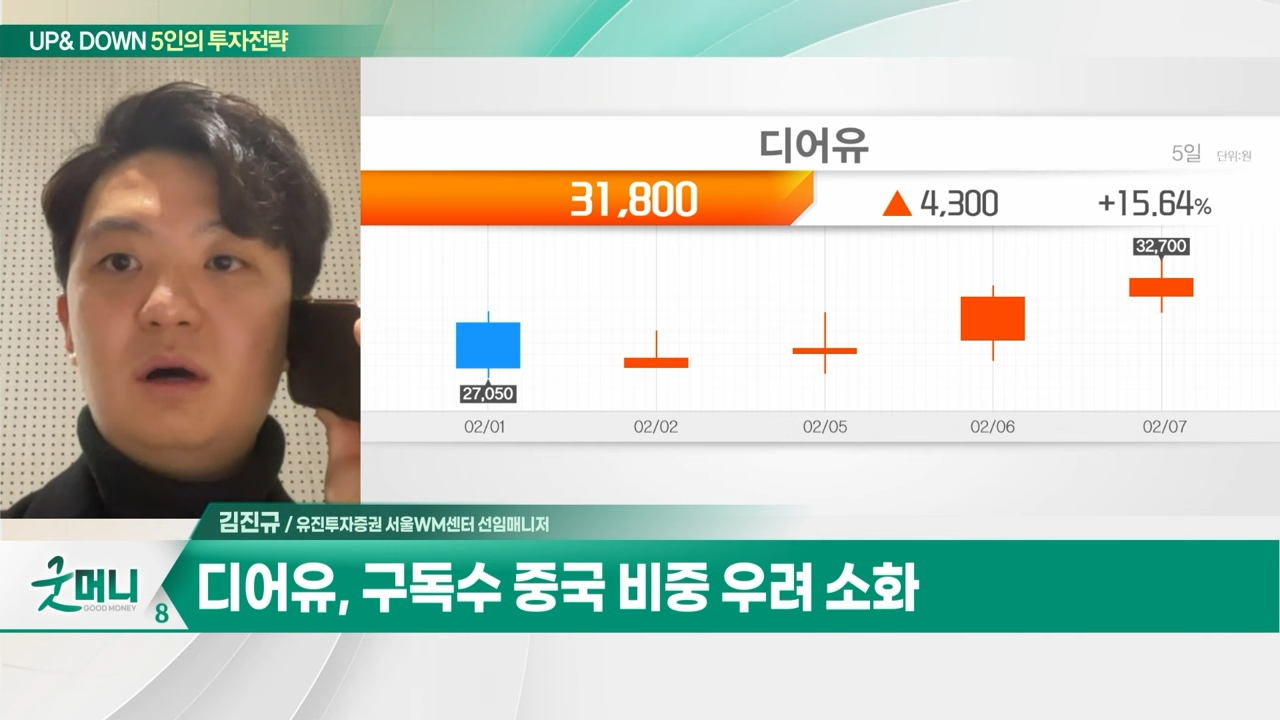 UP& DOWN 5인의 투자전략
디어유
5일 단위:원
31,800 ▲ 4,300 +15.64%
32,700
27,050
02/01 02/02 02/05 02/06 02/07
김진규 / 유진투자증권 서울WM센터 선임매니저
굿머니
GOOD MONEY
8
디어유, 구독수 중국 비중 우려 소화